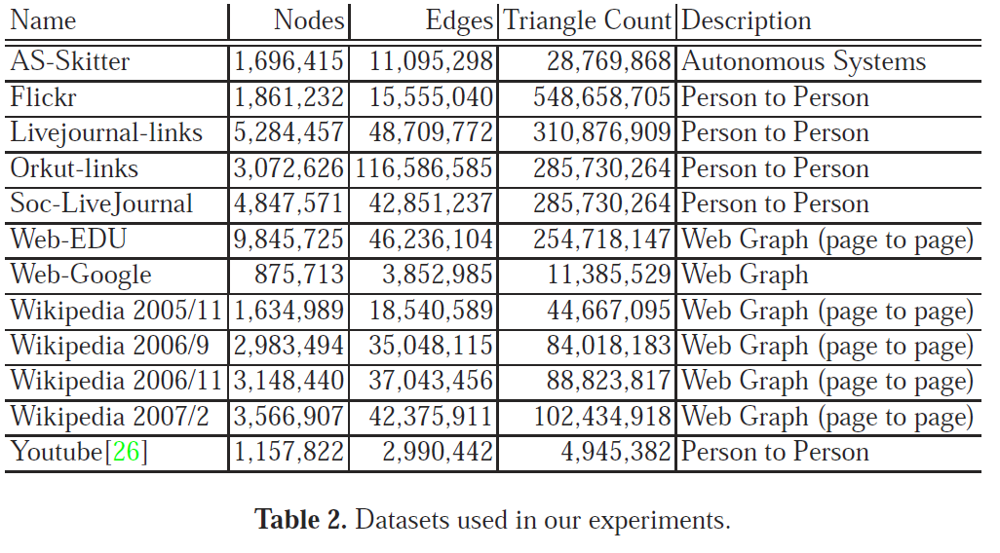 Name Nodes Edges Triangle Count Description
AS-Skitter 1,696,415 11,095,298 28,769,868 Autonomous Systems
Flickr 1,861,232 15,555,040 548,658,705 Person to Person
Livejournal-links 5,284,457 48,709,772 310,876,909 Person to Person
Orkut-links 3,072,626 116,586,585 285,730,264 Person to Person
Soc-LiveJournal 4,847,571 42,851,237 285,730,264 Person to Person
Web-EDU 9,845,725 46,236,104 254,718,147 Web Graph (page to page)
Web-Google 875,713 3,852,985 11,385,529 Web Graph
Wikipedia 2005/11 1,634,989 18,540,589 44,667,095 Web Graph (page to page)
Wikipedia 2006/9 2,983,494 35,048,115 84,018,183 Web Graph (page to page)
Wikipedia 2006/11 3,148,440 37,043,456 88,823,817 Web Graph (page to page)
Wikipedia 2007/2 3,566,907 42,375,911 102,434,918 Web Graph (page to page)
Youtube[26] 1,157,822 2,990,442 4,945,382 Person to Person
Table 2. Datasets used in our experiments.